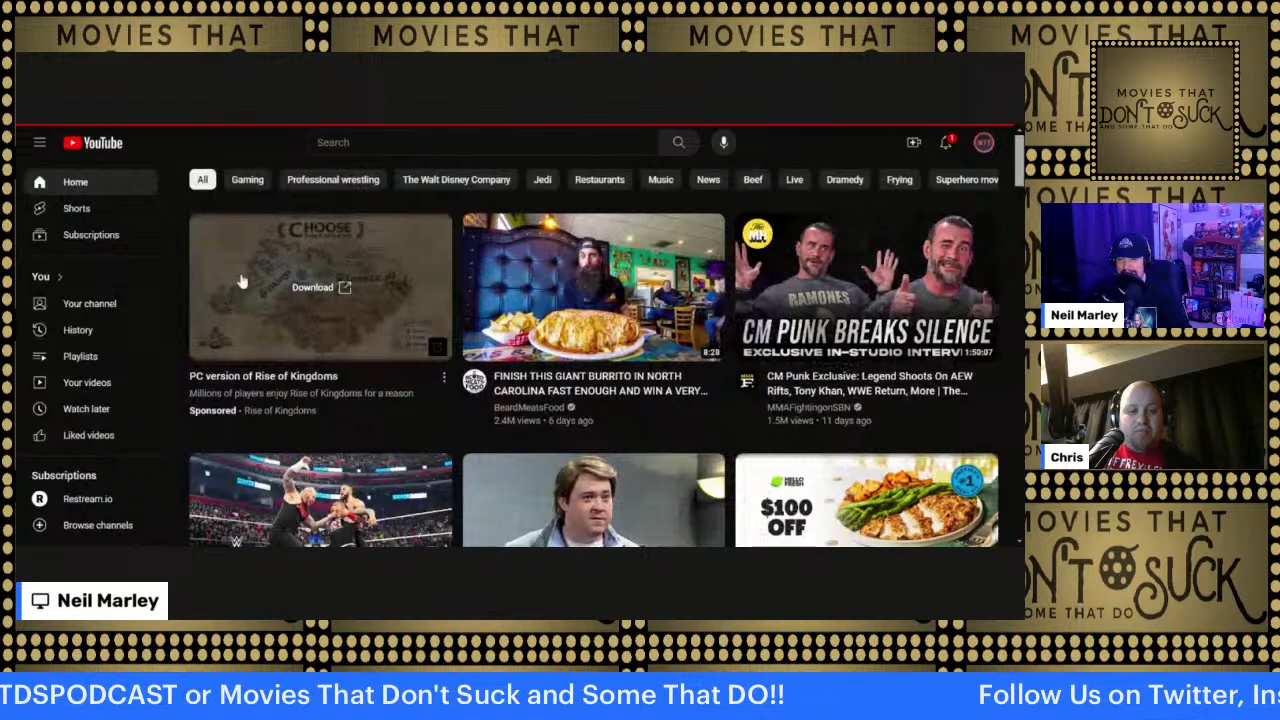 MOVIES THAT
MOVIES THAT
MOVIES THAT
MOVIES THAT
MOVIES THAT
DON'T SUCK
AND SOME THAT DO
YouTube
Search
1
Home
Shorts
Subscriptions
You
Your channel
History
Playlists
Your videos
Watch later
Liked videos
Subscriptions
R Restream.io
Browse channels
All
Gaming
Professional wrestling
The Walt Disney Company
Jedi
Restaurants
Music
News
Beef
Live
Dramedy
Frying
Superhero mov
CHOOSE
Download
PC version of Rise of Kingdoms
Millions of players enjoy Rise of Kingdoms for a reason
Sponsored • Rise of Kingdoms
8:28
FINISH THIS GIANT BURRITO IN NORTH
CAROLINA FAST ENOUGH AND WIN A VERY...
BeardMeatsFood
2.4M views • 6 days ago
The MA
RAMONES
CM PUNK BREAKS SILENCE
EXCLUSIVE IN-STUDIO INTERVI 1:50:07
CM Punk Exclusive: Legend Shoots On AEW
Rifts, Tony Khan, WWE Return, More | The...
MMAFightingonSBN
1.5M views • 11 days ago
HELLO
FRESH
$100
OFF
#1
Neil Marley
Chris
Neil Marley
MOVIES THAT
N'T SUCK
SOME THAT DO
TDSPODCAST or Movies That Don't Suck and Some That DO!!
Follow Us on Twitter, Ins